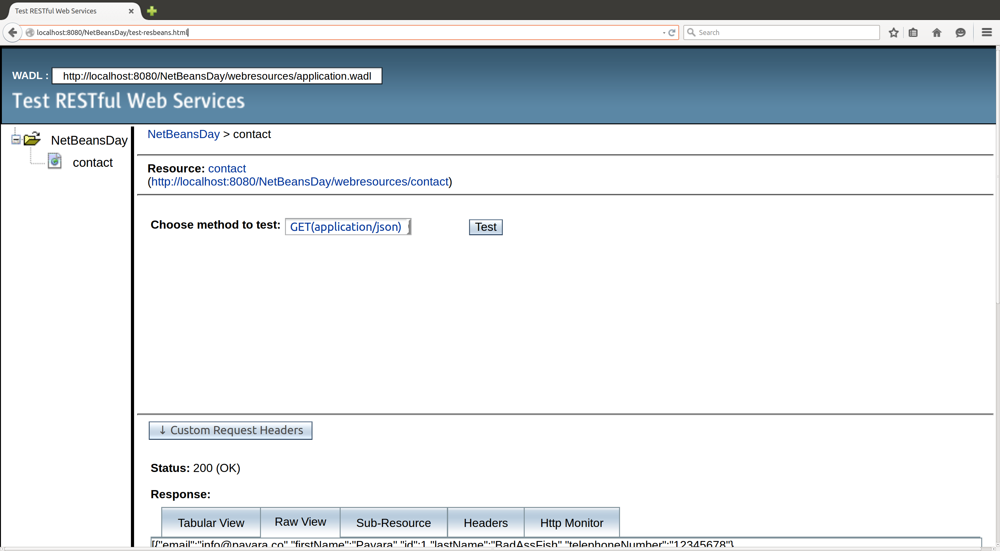 Test RESTful Web Services
localhost:8080/NetBeansDay/test-resbeans.html
Search
WADL : http://localhost:8080/NetBeansDay/webresources/application.wadl
Test RESTful Web Services
NetBeansDay
contact
NetBeansDay > contact
Resource: contact
(http://localhost:8080/NetBeansDay/webresources/contact)
Choose method to test: GET(application/json)
Test
↓ Custom Request Headers
Status: 200 (OK)
Response:
Tabular View
Raw View
Sub-Resource
Headers
Http Monitor
[{"email":"info@payara.co","firstName":"Payara","id":1,"lastName":"BadAssFish","telephoneNumber":"12345678"},